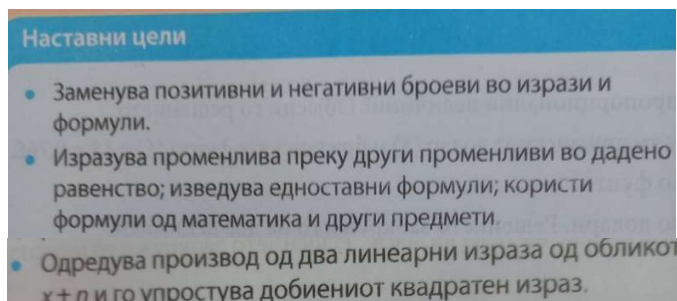 Наставни цели
• Заменува позитивни и негативни броеви во изрази и
формули.
• Изразува променлива преку други променливи во дадено
равенство; изведува едноставни формули; користи
формули од математика и други предмети.
• Одредува производ од два линеарни израза од обликот
x + n и го упростува добиениот квадратен израз.